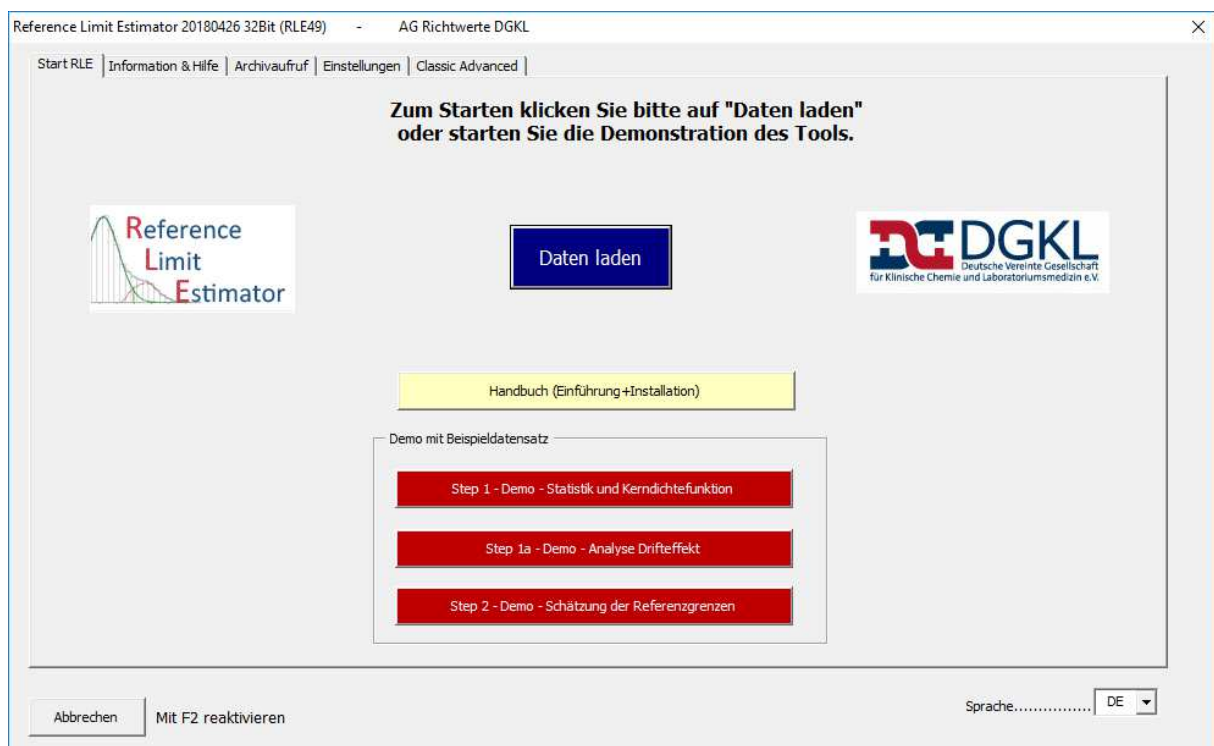 Reference Limit Estimator 20180426 32Bit (RLE49) - AG Richtwerte DGKL
Start RLE Information & Hilfe Archivaufruf Einstellungen Classic Advanced
Zum Starten klicken Sie bitte auf "Daten laden"
oder starten Sie die Demonstration des Tools.
Reference
Limit
Estimator
Daten laden
DGKL
Deutsche Vereinte Gesellschaft
für Klinische Chemie und Laboratoriumsmedizin e.V.
Handbuch (Einführung+Installation)
Demo mit Beispieldatensatz
Step 1 - Demo - Statistik und Kerndichtefunktion
Step 1a - Demo - Analyse Drifteffekt
Step 2 - Demo - Schätzung der Referenzgrenzen
Abbrechen Mit F2 reaktivieren
Sprache................ DE